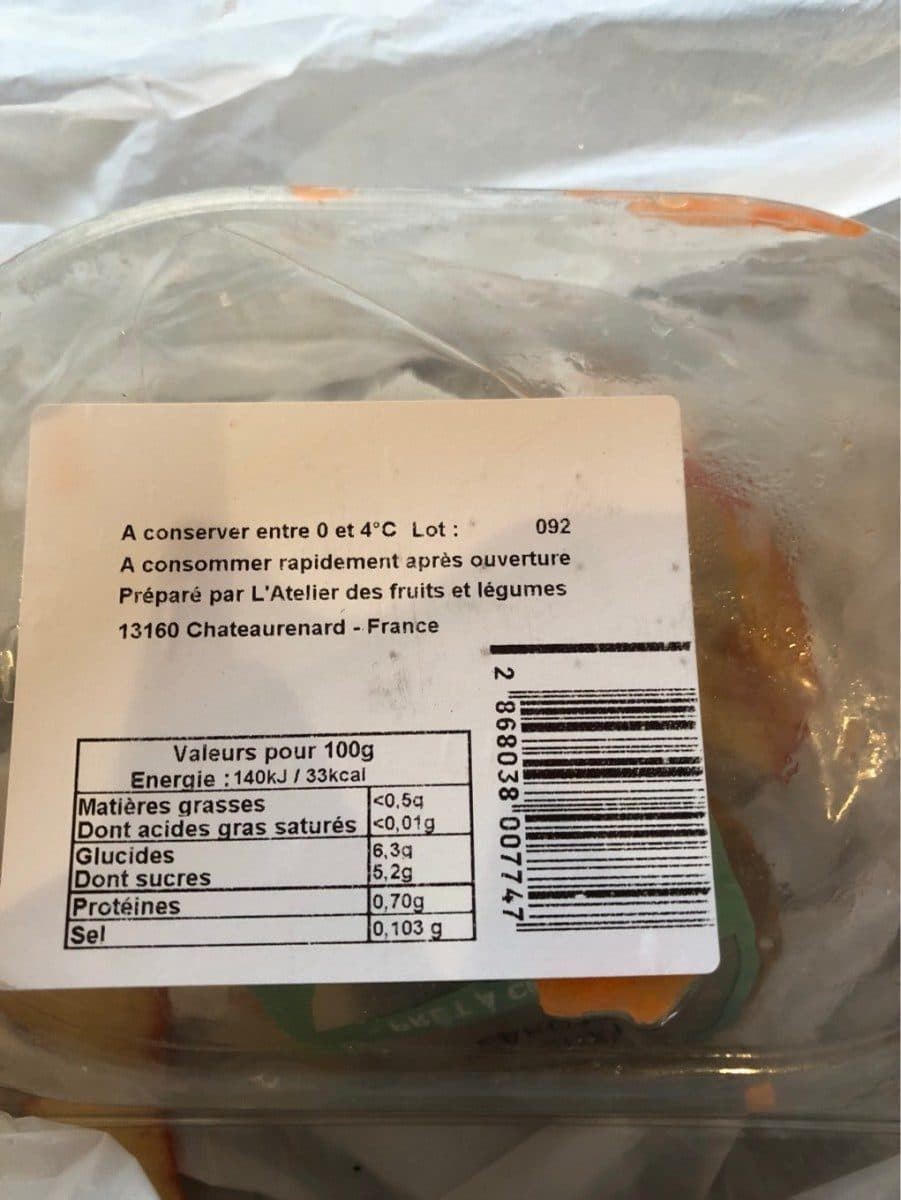 A conserver entre 0 et 4°C Lot : 092
A consommer rapidement après ouverture
Préparé par L'Atelier des fruits et légumes
13160 Chateaurenard - France
Valeurs pour 100g
Energie :140kJ / 33kcal
Matières grasses <0,5g
Dont acides gras saturés <0,01g
Glucides 6,3g
Dont sucres 5,2g
Protéines 0,70g
Sel 0,103 g
2 868038 007747
PRET À